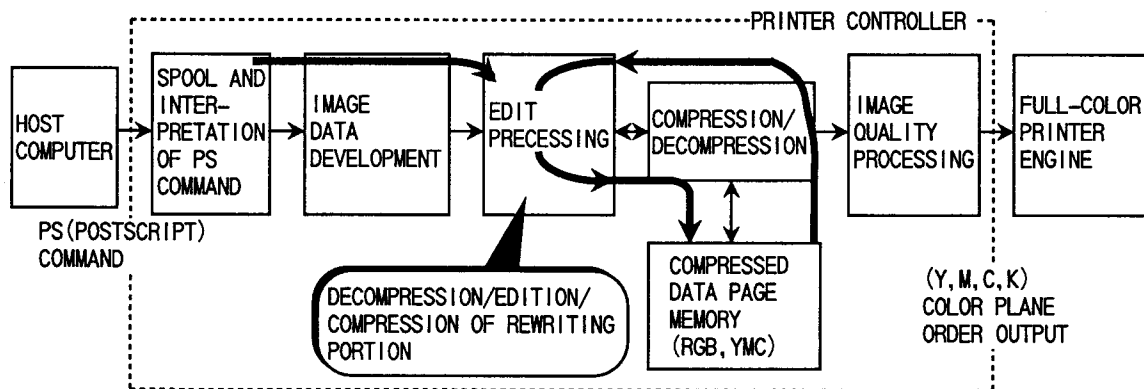 PRINTER CONTROLLER
HOST
COMPUTER
SPOOL AND
INTER-
PRETATION
OF PS
COMMAND
IMAGE
DATA
DEVELOPMENT
EDIT
PRECESSING
COMPRESSION/
DECOMPRESSION
IMAGE
QUALITY
PROCESSING
FULL-COLOR
PRINTER
ENGINE
PS(POSTSCRIPT)
COMMAND
DECOMPRESSION/EDITION/
COMPRESSION OF REWRITING
PORTION
COMPRESSED
DATA PAGE
MEMORY
(RGB,YMC)
(Y,M,C,K)
COLOR PLANE
ORDER OUTPUT